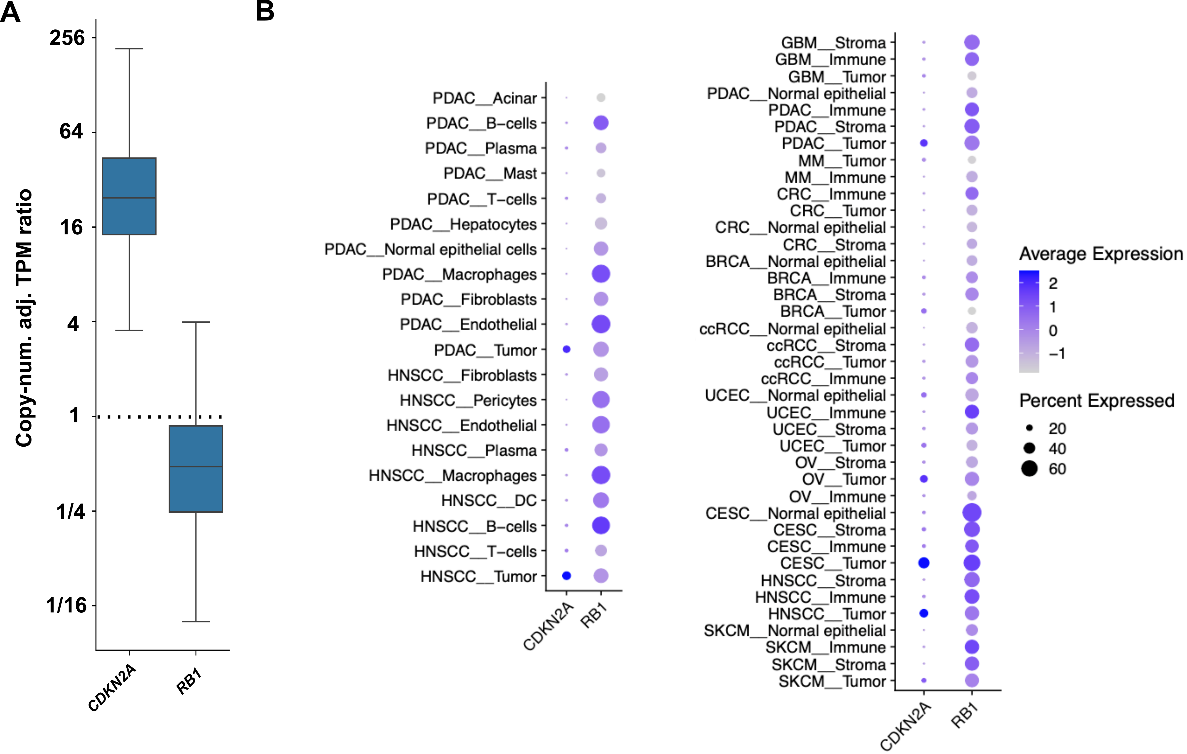 A
Copy-num. adj. TPM ratio
256
64
16
4
1
1/4
1/16
CDKN2A
RB1
B
PDAC__Acinar
PDAC__B−cells
PDAC__Plasma
PDAC__Mast
PDAC__T−cells
PDAC__Hepatocytes
PDAC__Normal epithelial cells
PDAC__Macrophages
PDAC__Fibroblasts
PDAC__Endothelial
PDAC__Tumor
HNSCC__Fibroblasts
HNSCC__Pericytes
HNSCC__Endothelial
HNSCC__Plasma
HNSCC__Macrophages
HNSCC__DC
HNSCC__B−cells
HNSCC__T−cells
HNSCC__Tumor
CDKN2A
RB1
GBM__Stroma
GBM__Immune
GBM__Tumor
PDAC__Normal epithelial
PDAC__Immune
PDAC__Stroma
PDAC__Tumor
MM__Tumor
MM__Immune
CRC__Immune
CRC__Tumor
CRC__Normal epithelial
CRC__Stroma
BRCA__Normal epithelial
BRCA__Immune
BRCA__Stroma
BRCA__Tumor
ccRCC__Normal epithelial
ccRCC__Stroma
ccRCC__Tumor
ccRCC__Immune
UCEC__Normal epithelial
UCEC__Immune
UCEC__Stroma
UCEC__Tumor
OV__Stroma
OV__Tumor
OV__Immune
CESC__Normal epithelial
CESC__Stroma
CESC__Immune
CESC__Tumor
HNSCC__Stroma
HNSCC__Immune
HNSCC__Tumor
SKCM__Normal epithelial
SKCM__Immune
SKCM__Stroma
SKCM__Tumor
CDKN2A
RB1
Average Expression
2
1
0
−1
Percent Expressed
20
40
60